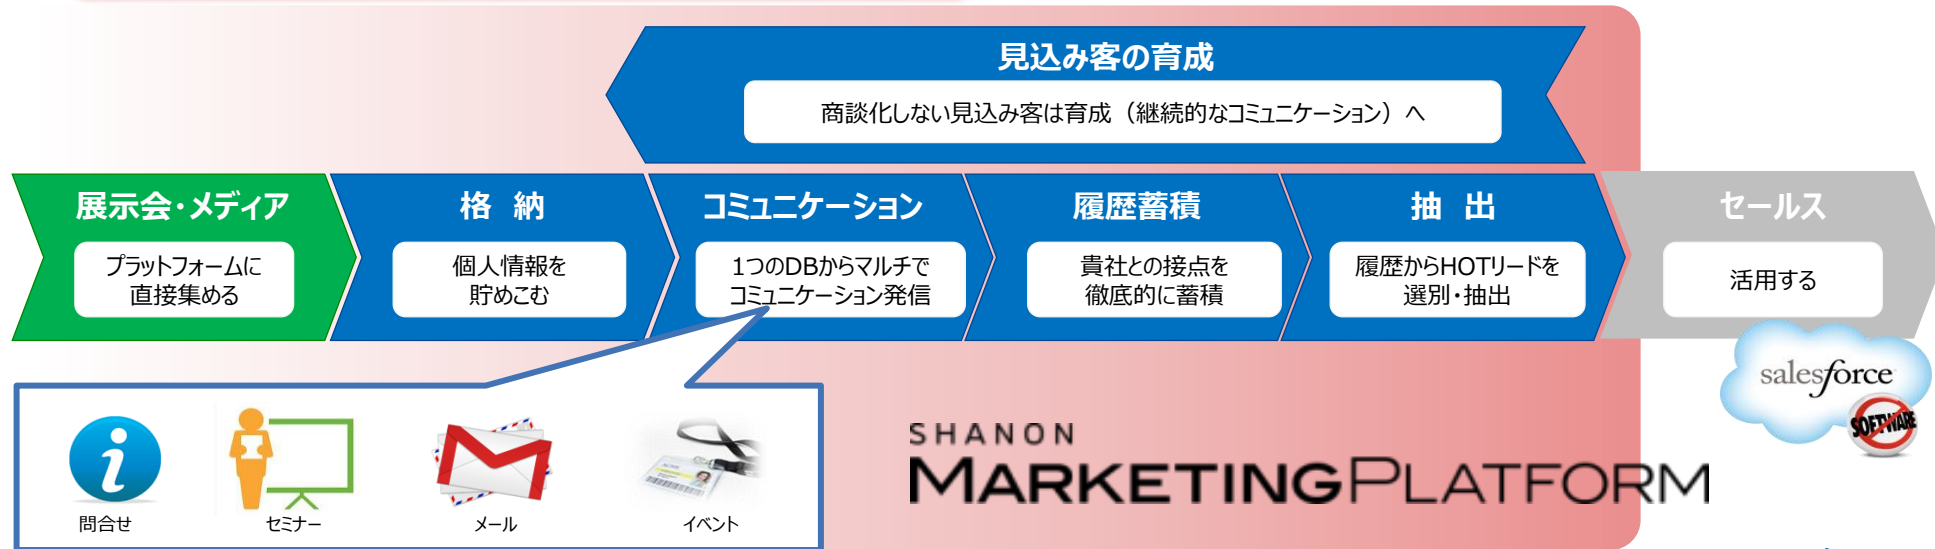 見込み客の育成
商談化しない見込み客は育成（継続的なコミュニケーション）へ
展示会・メディア
プラットフォームに
直接集める
格 納
個人情報を
貯めこむ
コミュニケーション
1つのDBからマルチで
コミュニケーション発信
履歴蓄積
貴社との接点を
徹底的に蓄積
抽 出
履歴からHOTリードを
選別・抽出
セールス
活用する
salesforce
SOFTWARE
問合せ
セミナー
メール
イベント
SHANON
MARKETINGPLATFORM